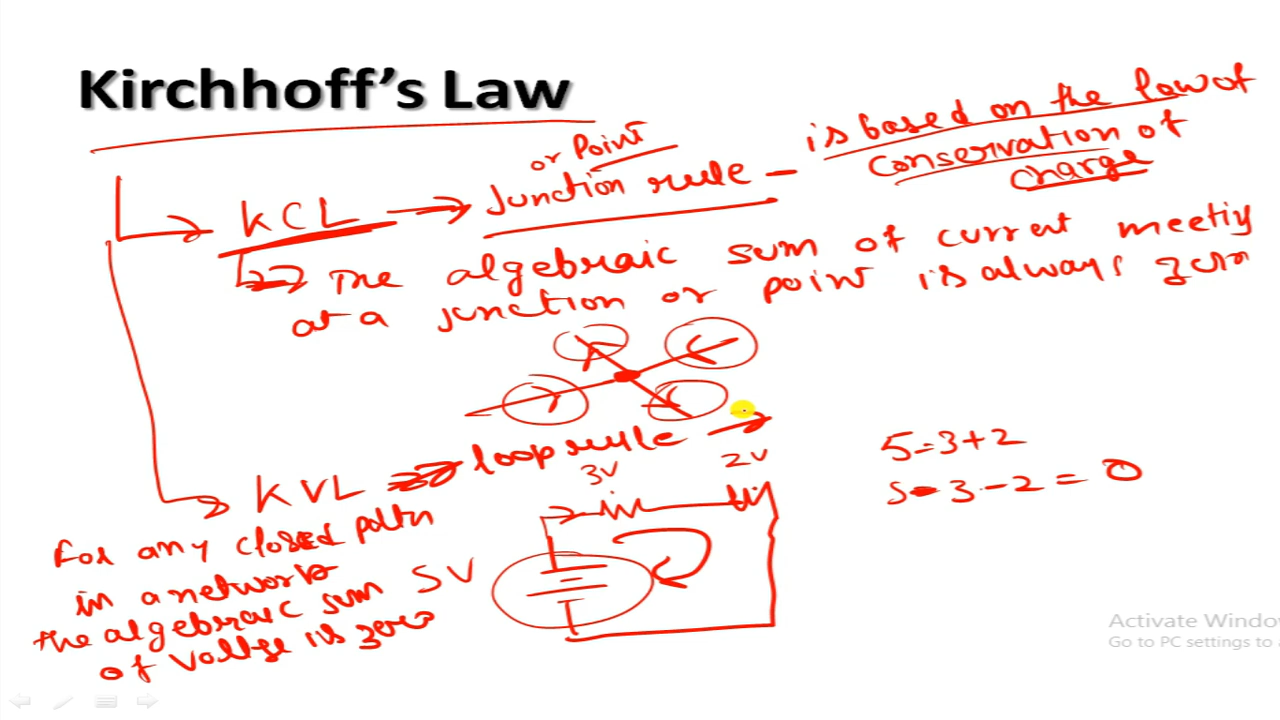 Kirchhoff's Law
or Point
KCL → Junction rule – is based on the law of
conservation of
charge
The algebraic sum of current meetiy
at a junction or point is always zero
KVL loop rule →
3V 2V
5=3+2
5-3-2=0
For any closed path
in a network
the algebraic sum 5V
of voltge is zero
Activate Windo
Go to PC settings to a